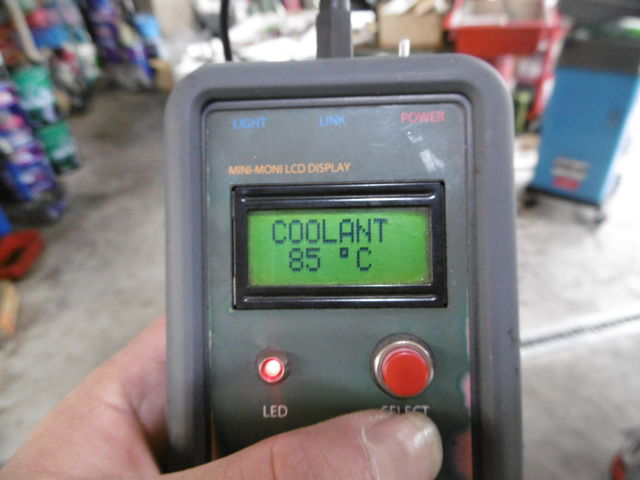 LIGHT LINK POWER
MINI-MONI LCD DISPLAY
COOLANT
85 °C
LED SELECT